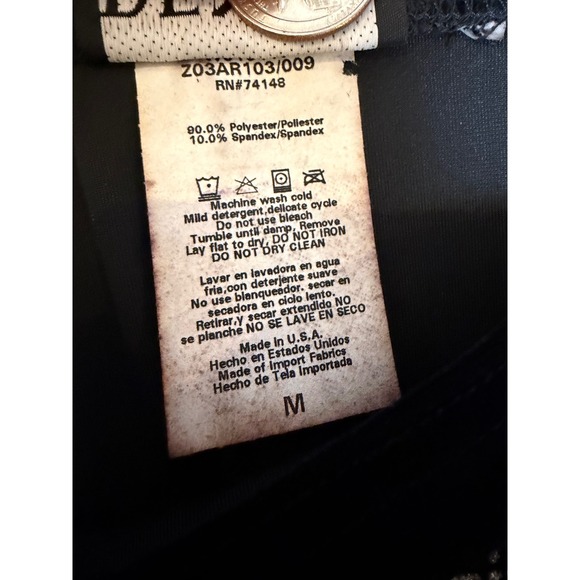 Z03AR103/009
RN#74148
90.0% Polyester/Poliester
10.0% Spandex/Spandex
Machine wash cold
Mild detergent,delicate cycle
Do not use bleach
Tumble until damp, Remove
Lay flat to dry, DO NOT IRON
DO NOT DRY CLEAN
Lavar en lavadora en agua
fria,con deterjente suave
No use blanqueador. secar en
secadora en ciclo lento.
Retirar,y secar extendido NO
se planche NO SE LAVE EN SECO
Made in U.S.A.
Hecho en Estados Unidos
Made of Import Fabrics
Hecho de Tela Importada
M